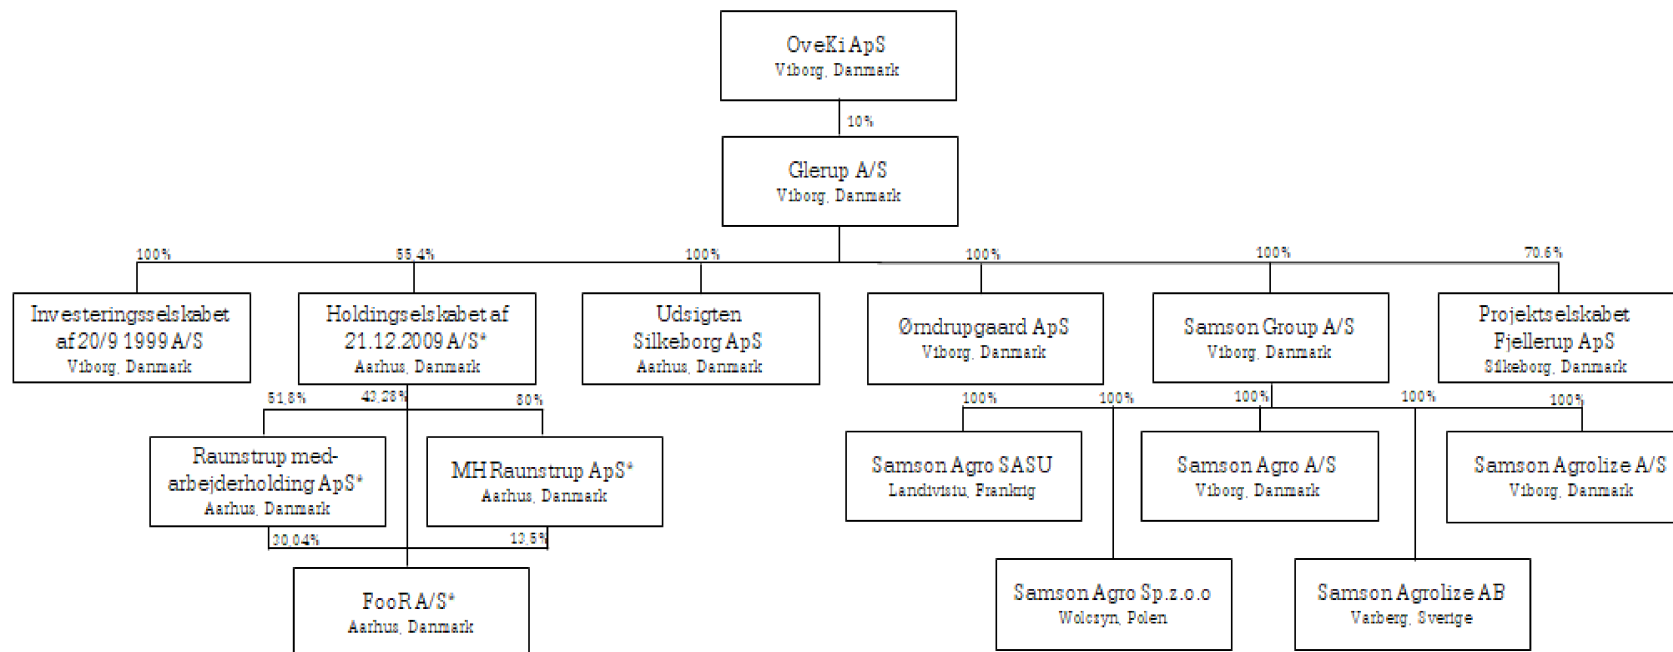 OveKi ApS
Viborg, Danmark
10%
Glerup A/S
Viborg, Danmark
100%
55,4%
100%
100%
100%
70.6%
Investeringsselskabet
af 20/9 1999 A/S
Viborg, Danmark
Holdingselskabet af
21.12.2009 A/S*
Aarhus, Danmark
Udsigten
Silkeborg ApS
Aarhus, Danmark
Ørndrupgaard ApS
Viborg, Danmark
Samson Group A/S
Viborg, Danmark
Projektselskabet
Fjellerup ApS
Silkeborg, Danmark
51,8%
43,28%
80%
100%
100%
100%
100%
100%
Raunstrup med-
arbejderholding ApS*
Aarhus, Danmark
MH Raunstrup ApS*
Aarhus, Danmark
Samson Agro SASU
Landivisiu, Frankrig
Samson Agro A/S
Viborg, Danmark
Samson Agrolize A/S
Viborg, Danmark
30,04%
13,5%
FooR A/S*
Aarhus, Danmark
Samson Agro Sp.z.o.o
Wolczyn, Polen
Samson Agrolize AB
Varberg, Sverige